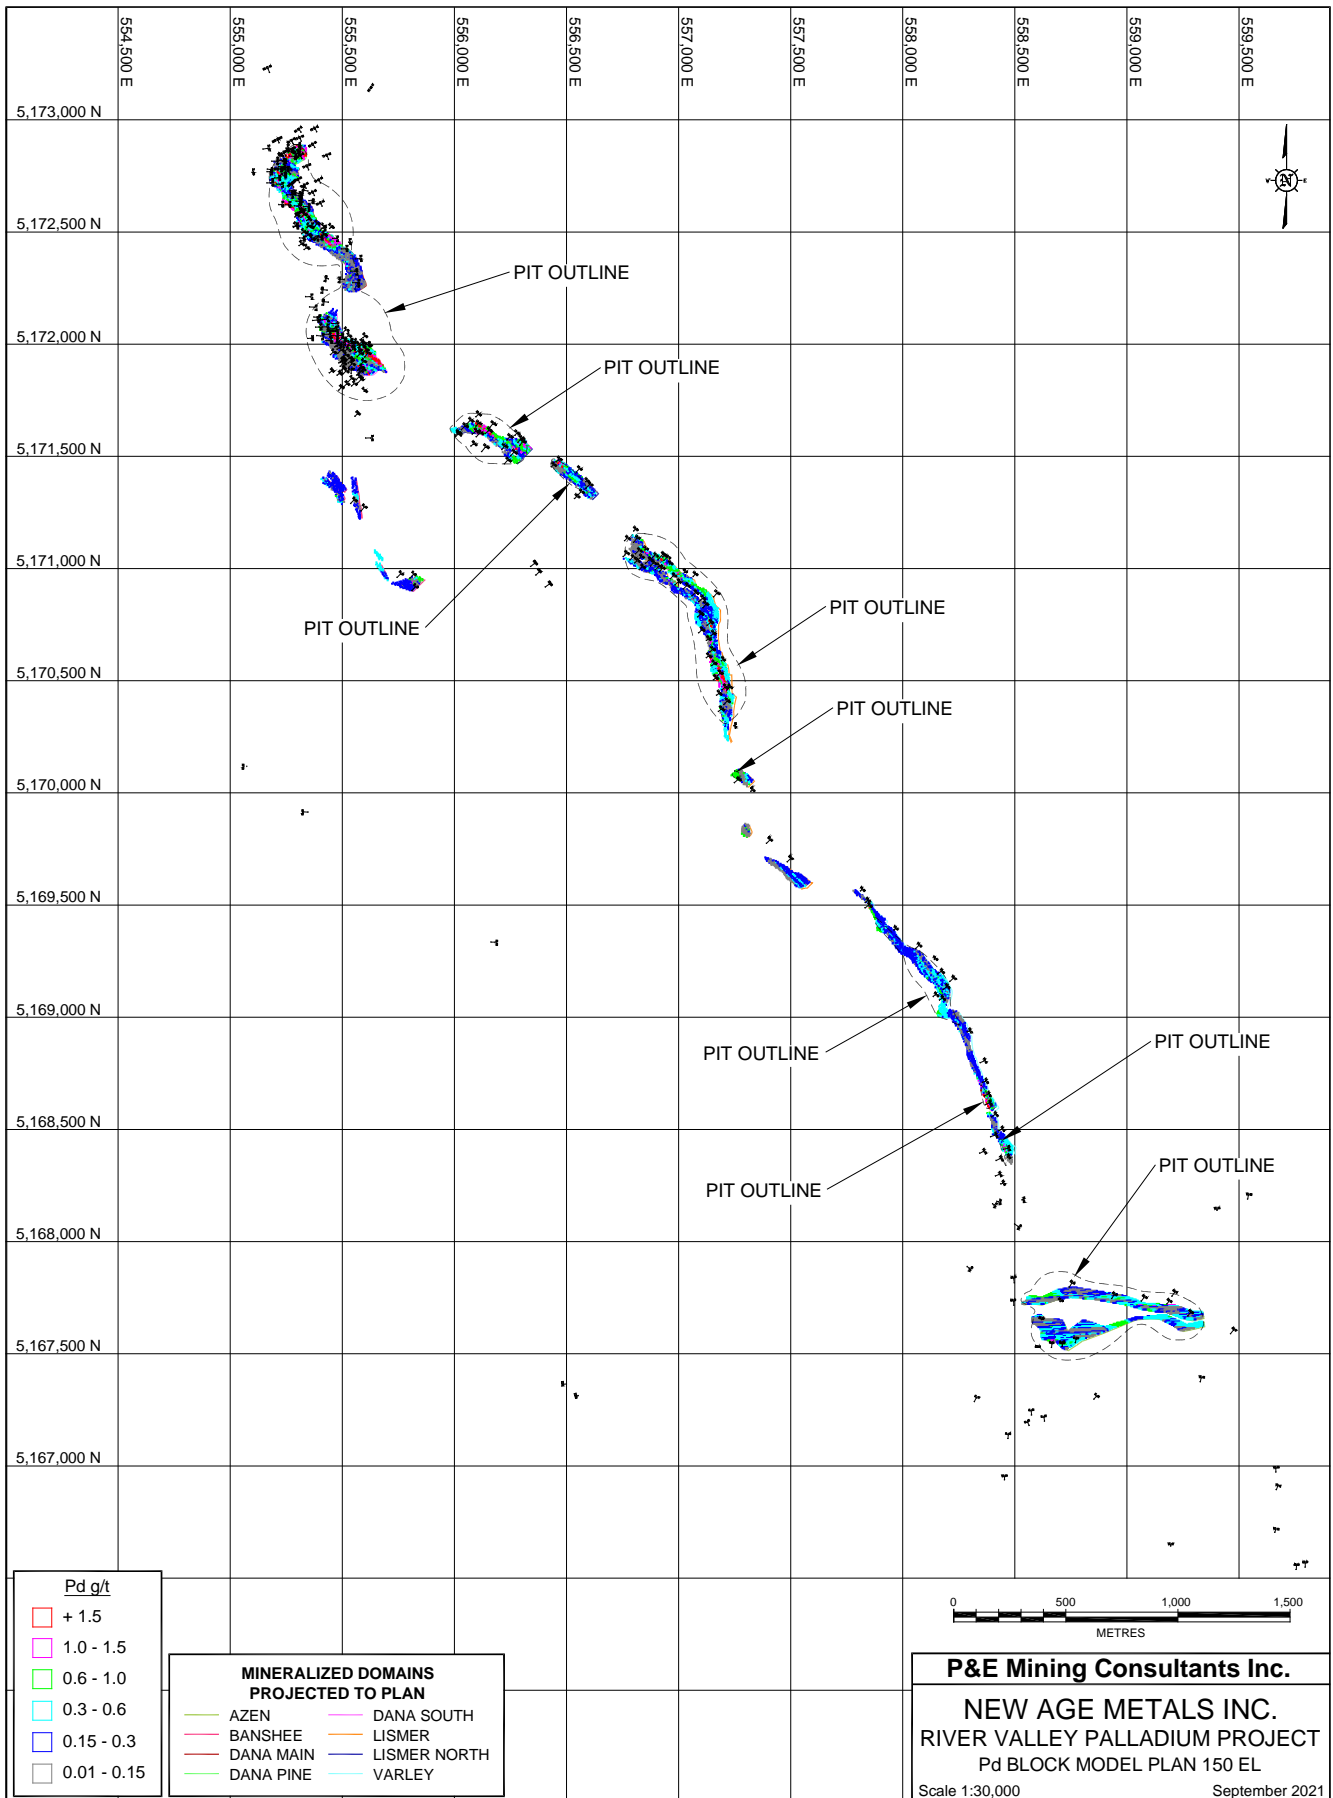 554,500 E
555,000 E
555,500 E
556,000 E
556,500 E
557,000 E
557,500 E
558,000 E
558,500 E
559,000 E
559,500 E
5,173,000 N
N
W
E
5,172,500 N
PIT OUTLINE
5,172,000 N
PIT OUTLINE
5,171,500 N
5,171,000 N
PIT OUTLINE
PIT OUTLINE
5,170,500 N
PIT OUTLINE
5,170,000 N
5,169,500 N
5,169,000 N
PIT OUTLINE
PIT OUTLINE
5,168,500 N
PIT OUTLINE
PIT OUTLINE
5,168,000 N
5,167,500 N
5,167,000 N
Pd g/t
+ 1.5
1.0 - 1.5
0.6 - 1.0
0.3 - 0.6
0.15 - 0.3
0.01 - 0.15
MINERALIZED DOMAINS
PROJECTED TO PLAN
AZEN
BANSHEE
DANA MAIN
DANA PINE
DANA SOUTH
LISMER
LISMER NORTH
VARLEY
0 500 1,000 1,500
METRES
P&E Mining Consultants Inc.
NEW AGE METALS INC.
RIVER VALLEY PALLADIUM PROJECT
Pd BLOCK MODEL PLAN 150 EL
Scale 1:30,000 September 2021